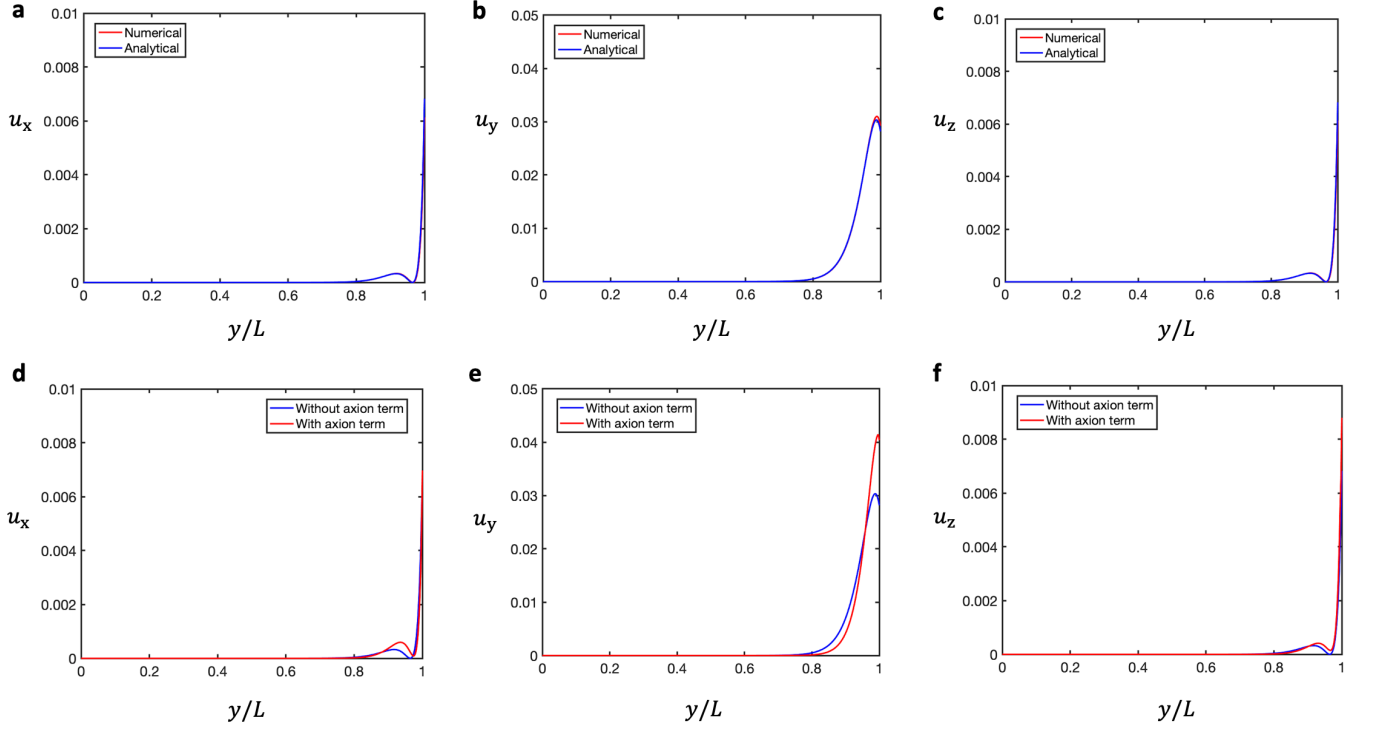 a
0.01
0.008
0.006
0.004
0.002
0
Numerical
Analytical
uₓ
0 0.2 0.4 0.6 0.8 1
y/L
b
0.05
0.04
0.03
0.02
0.01
0
Numerical
Analytical
u_y
0 0.2 0.4 0.6 0.8 1
y/L
c
0.01
0.008
0.006
0.004
0.002
0
Numerical
Analytical
u_z
0 0.2 0.4 0.6 0.8 1
y/L
d
0.01
0.008
0.006
0.004
0.002
0
Without axion term
With axion term
uₓ
0 0.2 0.4 0.6 0.8 1
y/L
e
0.05
0.04
0.03
0.02
0.01
0
Without axion term
With axion term
u_y
0 0.2 0.4 0.6 0.8 1
y/L
f
0.01
0.008
0.006
0.004
0.002
0
Without axion term
With axion term
u_z
0 0.2 0.4 0.6 0.8 1
y/L